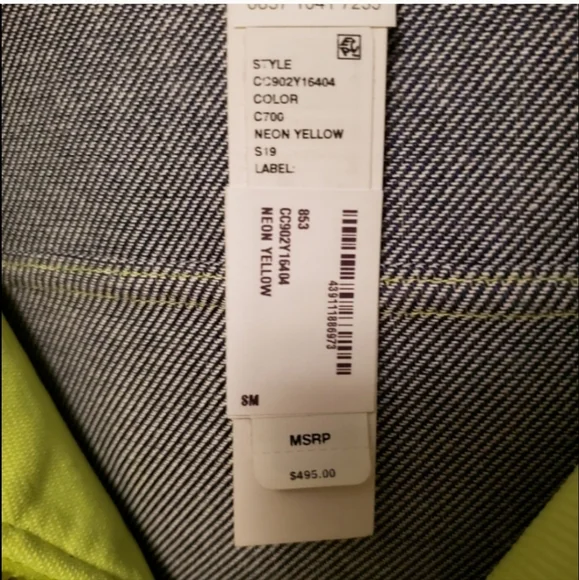 STYLE
CC902Y16404
COLOR
C700
NEON YELLOW
S19
LABEL:
853
CC902Y16404
NEON YELLOW
439111886973
SM
MSRP
$495.00